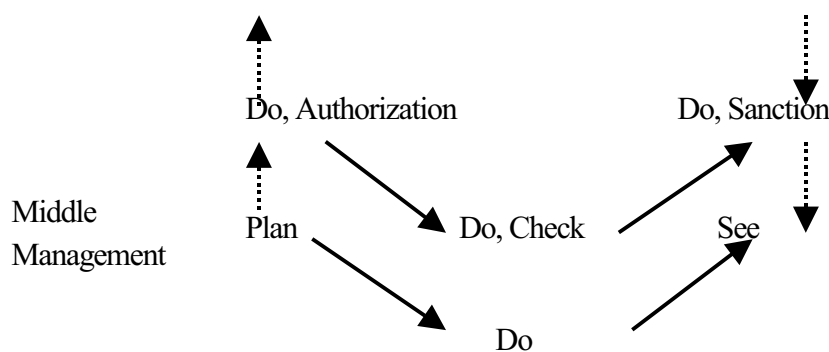 Do, Authorization
Do, Sanction
Middle
Management
Plan
Do, Check
See
Do